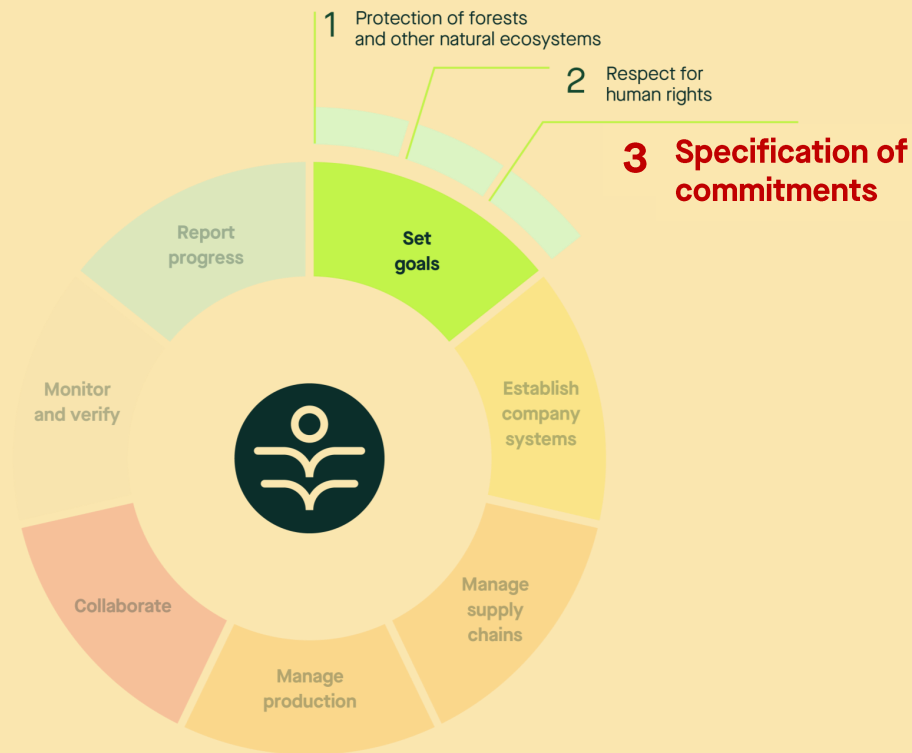 1 Protection of forests
and other natural ecosystems
2 Respect for
human rights
3 Specification of
commitments
Set
goals
Establish
company
systems
Manage
supply
chains
Manage
production
Collaborate
Monitor
and verify
Report
progress